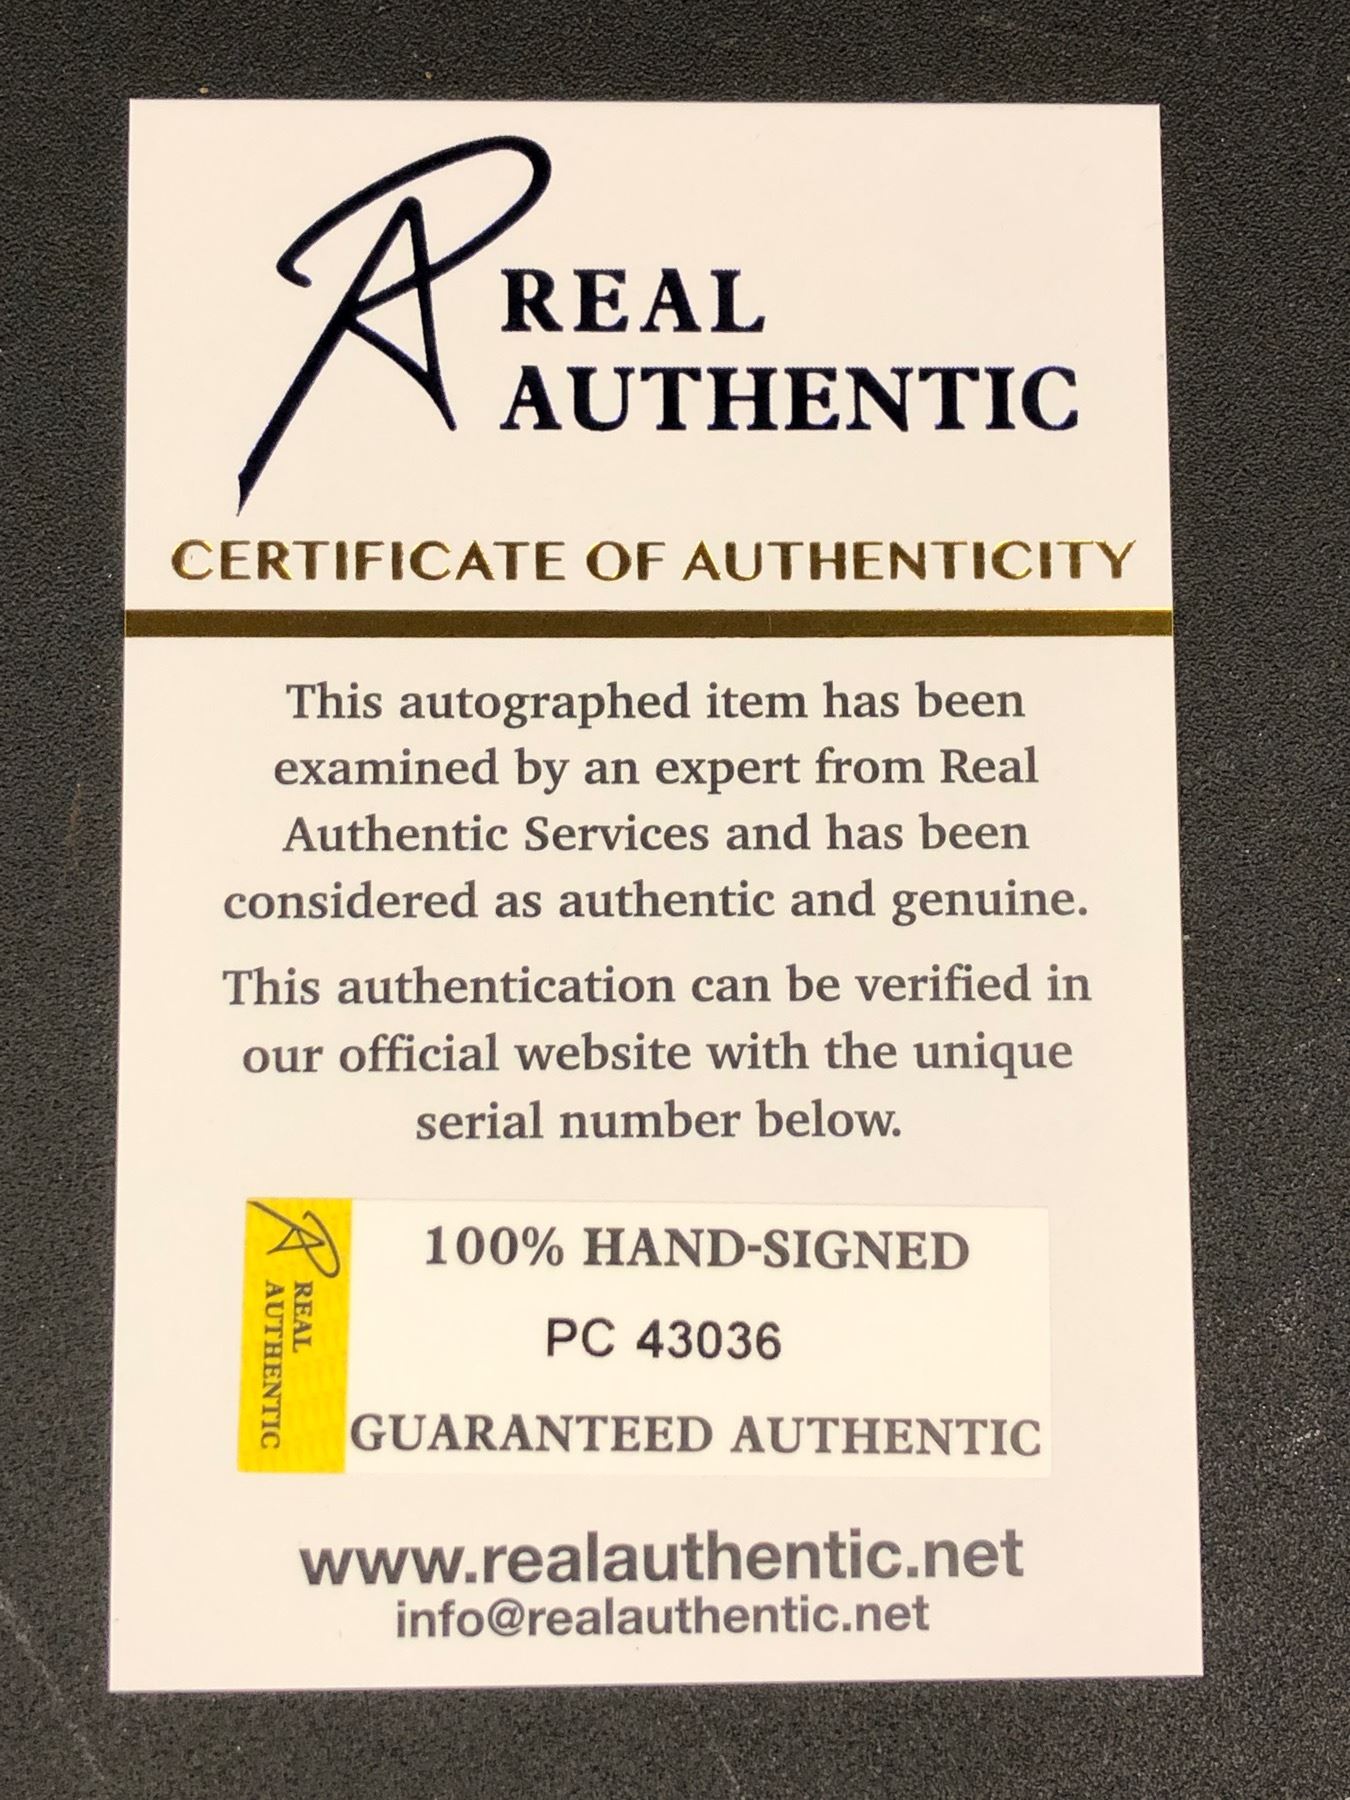 REAL
AUTHENTIC
CERTIFICATE OF AUTHENTICITY
This autographed item has been
examined by an expert from Real
Authentic Services and has been
considered as authentic and genuine.
This authentication can be verified in
our official website with the unique
serial number below.
REAL
AUTHENTIC
100% HAND-SIGNED
PC 43036
GUARANTEED AUTHENTIC
www.realauthentic.net
info@realauthentic.net